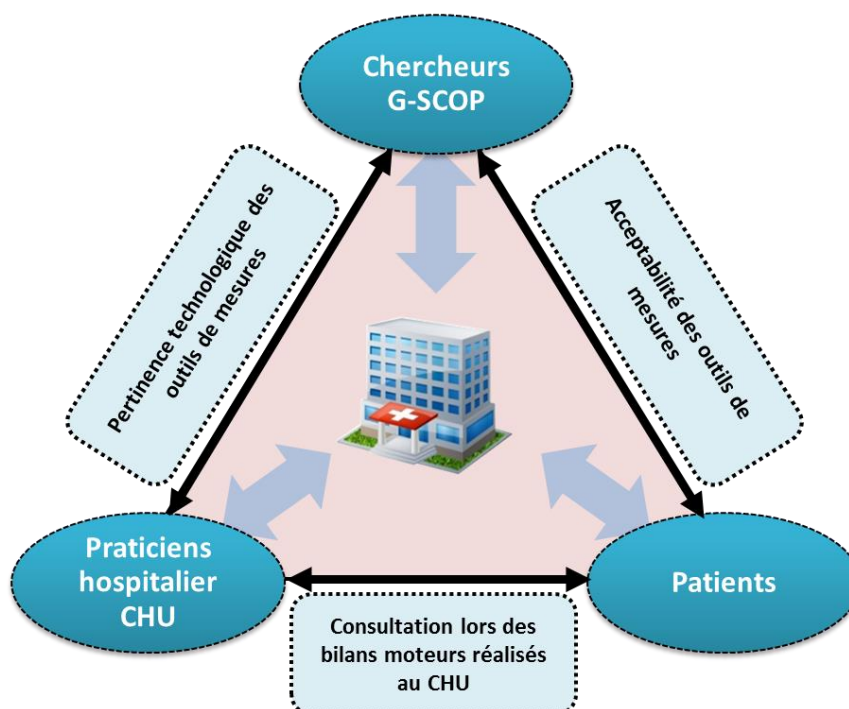 Chercheurs
G-SCOP
Pertinence technologique des
outils de mesures
Acceptabilité des outils de
mesures
Praticiens
hospitalier
CHU
Patients
Consultation lors des
bilans moteurs réalisés
au CHU